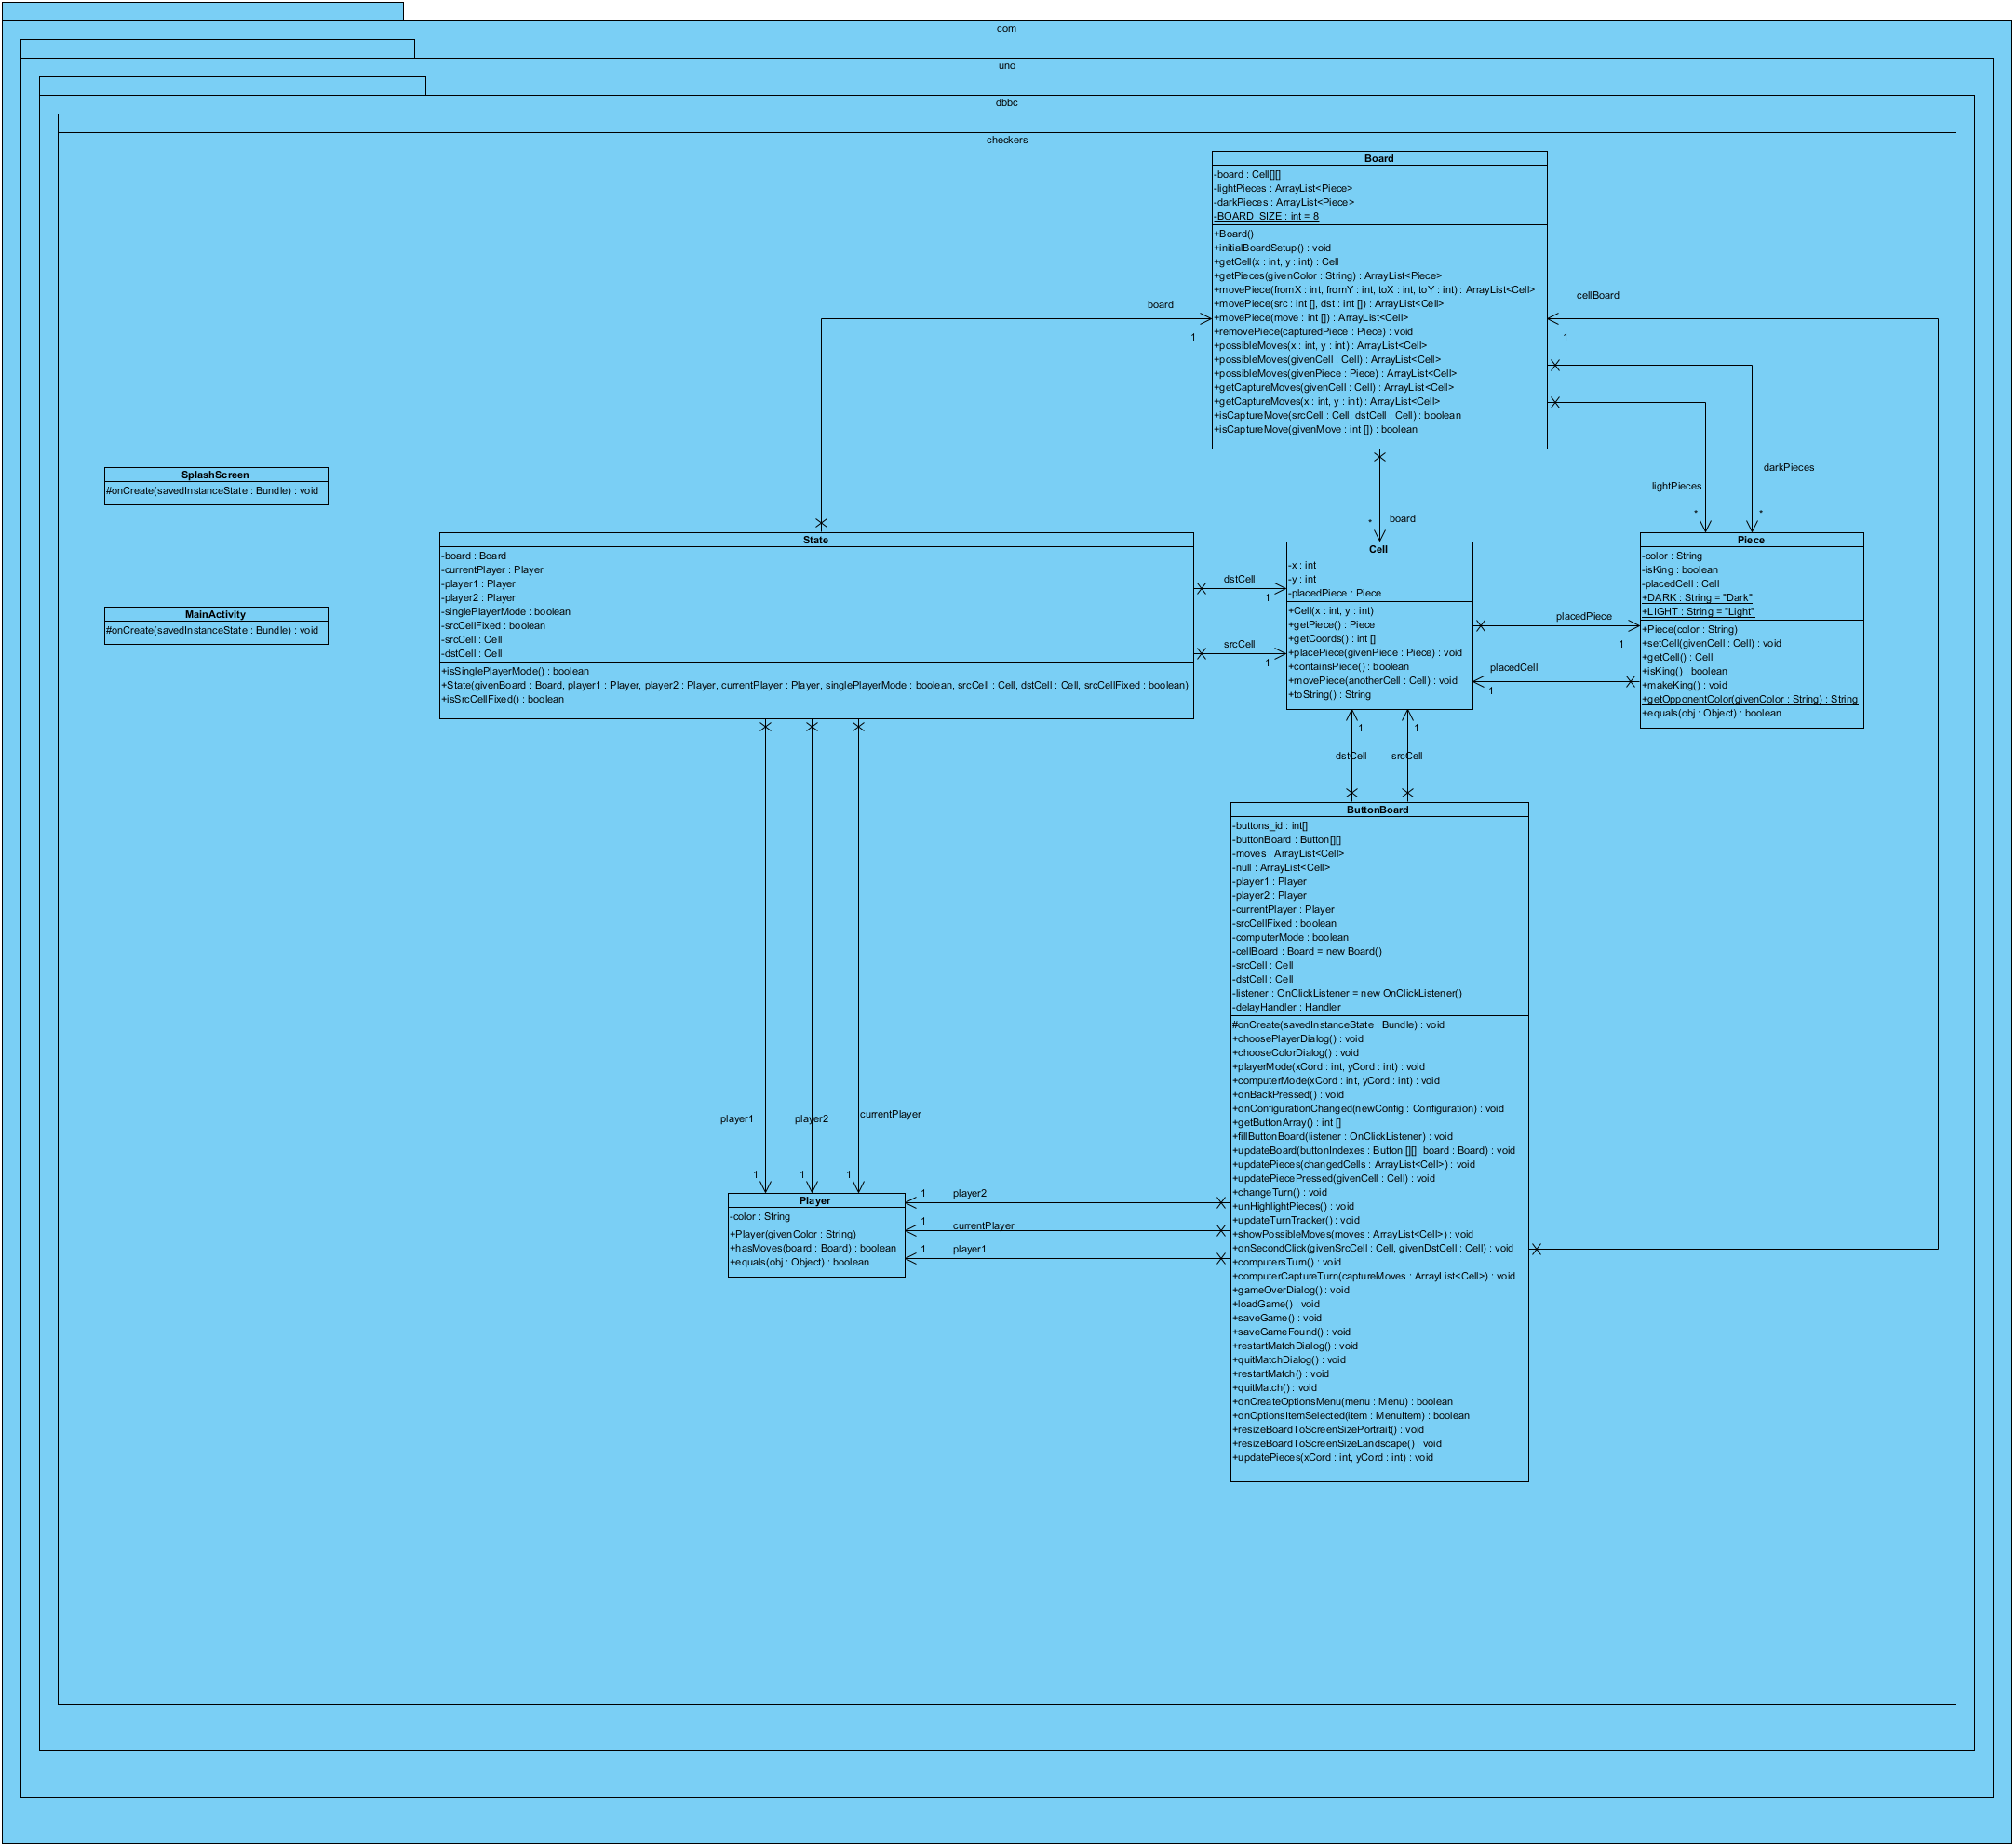 com
uno
dbbc
checkers
Board
-board : Cell[][]
-lightPieces : ArrayList<Piece>
-darkPieces : ArrayList<Piece>
-BOARD_SIZE : int = 8
+Board()
+initialBoardSetup() : void
+getCell(x : int, y : int) : Cell
+getPieces(givenColor : String) : ArrayList<Piece>
+movePiece(fromX : int, fromY : int, toX : int, toY : int) : ArrayList<Cell>
+movePiece(src : int [], dst : int []) : ArrayList<Cell>
+movePiece(move : int []) : ArrayList<Cell>
+removePiece(capturedPiece : Piece) : void
+possibleMoves(x : int, y : int) : ArrayList<Cell>
+possibleMoves(givenCell : Cell) : ArrayList<Cell>
+possibleMoves(givenPiece : Piece) : ArrayList<Cell>
+getCaptureMoves(givenCell : Cell) : ArrayList<Cell>
+getCaptureMoves(x : int, y : int) : ArrayList<Cell>
+isCaptureMove(srcCell : Cell, dstCell : Cell) : boolean
+isCaptureMove(givenMove : int []) : boolean
board
1
cellBoard
1
darkPieces
*
lightPieces
*
board
*
SplashScreen
#onCreate(savedInstanceState : Bundle) : void
MainActivity
#onCreate(savedInstanceState : Bundle) : void
State
-board : Board
-currentPlayer : Player
-player1 : Player
-player2 : Player
-singlePlayerMode : boolean
-srcCellFixed : boolean
-srcCell : Cell
-dstCell : Cell
+isSinglePlayerMode() : boolean
+State(givenBoard : Board, player1 : Player, player2 : Player, currentPlayer : Player, singlePlayerMode : boolean, srcCell : Cell, dstCell : Cell, srcCellFixed : boolean)
+isSrcCellFixed() : boolean
dstCell
1
srcCell
1
Cell
-x : int
-y : int
-placedPiece : Piece
+Cell(x : int, y : int)
+getPiece() : Piece
+getCoords() : int []
+placePiece(givenPiece : Piece) : void
+containsPiece() : boolean
+movePiece(anotherCell : Cell) : void
+toString() : String
placedPiece
1
placedCell
1
Piece
-color : String
-isKing : boolean
-placedCell : Cell
+DARK : String = "Dark"
+LIGHT : String = "Light"
+Piece(color : String)
+setCell(givenCell : Cell) : void
+getCell() : Cell
+isKing() : boolean
+makeKing() : void
+getOpponentColor(givenColor : String) : String
+equals(obj : Object) : boolean
1
dstCell
1
srcCell
ButtonBoard
-buttons_id : int[]
-buttonBoard : Button[][]
-moves : ArrayList<Cell>
-null : ArrayList<Cell>
-player1 : Player
-player2 : Player
-currentPlayer : Player
-srcCellFixed : boolean
-computerMode : boolean
-cellBoard : Board = new Board()
-srcCell : Cell
-dstCell : Cell
-listener : OnClickListener = new OnClickListener()
-delayHandler : Handler
#onCreate(savedInstanceState : Bundle) : void
+choosePlayerDialog() : void
+chooseColorDialog() : void
+playerMode(xCord : int, yCord : int) : void
+computerMode(xCord : int, yCord : int) : void
+onBackPressed() : void
+onConfigurationChanged(newConfig : Configuration) : void
+getButtonArray() : int []
+fillButtonBoard(listener : OnClickListener) : void
+updateBoard(buttonIndexes : Button [][], board : Board) : void
+updatePieces(changedCells : ArrayList<Cell>) : void
+updatePiecePressed(givenCell : Cell) : void
+changeTurn() : void
+unHighlightPieces() : void
+updateTurnTracker() : void
+showPossibleMoves(moves : ArrayList<Cell>) : void
+onSecondClick(givenSrcCell : Cell, givenDstCell : Cell) : void
+computersTurn() : void
+computerCaptureTurn(captureMoves : ArrayList<Cell>) : void
+gameOverDialog() : void
+loadGame() : void
+saveGame() : void
+saveGameFound() : void
+restartMatchDialog() : void
+quitMatchDialog() : void
+restartMatch() : void
+quitMatch() : void
+onCreateOptionsMenu(menu : Menu) : boolean
+onOptionsItemSelected(item : MenuItem) : boolean
+resizeBoardToScreenSizePortrait() : void
+resizeBoardToScreenSizeLandscape() : void
+updatePieces(xCord : int, yCord : int) : void
player1
1
player2
1
currentPlayer
1
Player
-color : String
+Player(givenColor : String)
+hasMoves(board : Board) : boolean
+equals(obj : Object) : boolean
1 player2
1 currentPlayer
1 player1